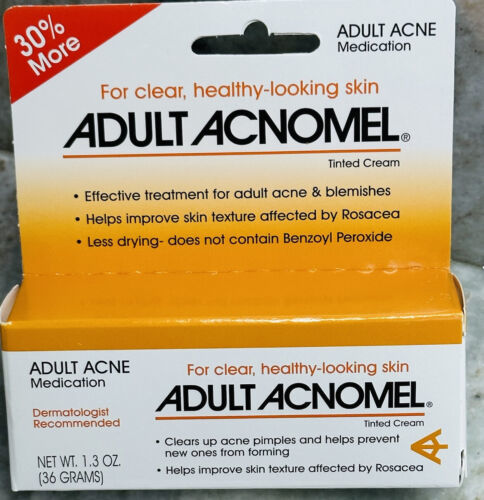 30%
More
ADULT ACNE
Medication
For clear, healthy-looking skin
ADULT ACNOMEL®
Tinted Cream
• Effective treatment for adult acne & blemishes
• Helps improve skin texture affected by Rosacea
• Less drying- does not contain Benzoyl Peroxide
ADULT ACNE
Medication
Dermatologist
Recommended
NET WT. 1.3 OZ.
(36 GRAMS)
For clear, healthy-looking skin
ADULT ACNOMEL®
Tinted Cream
• Clears up acne pimples and helps prevent
new ones from forming
• Helps improve skin texture affected by Rosacea